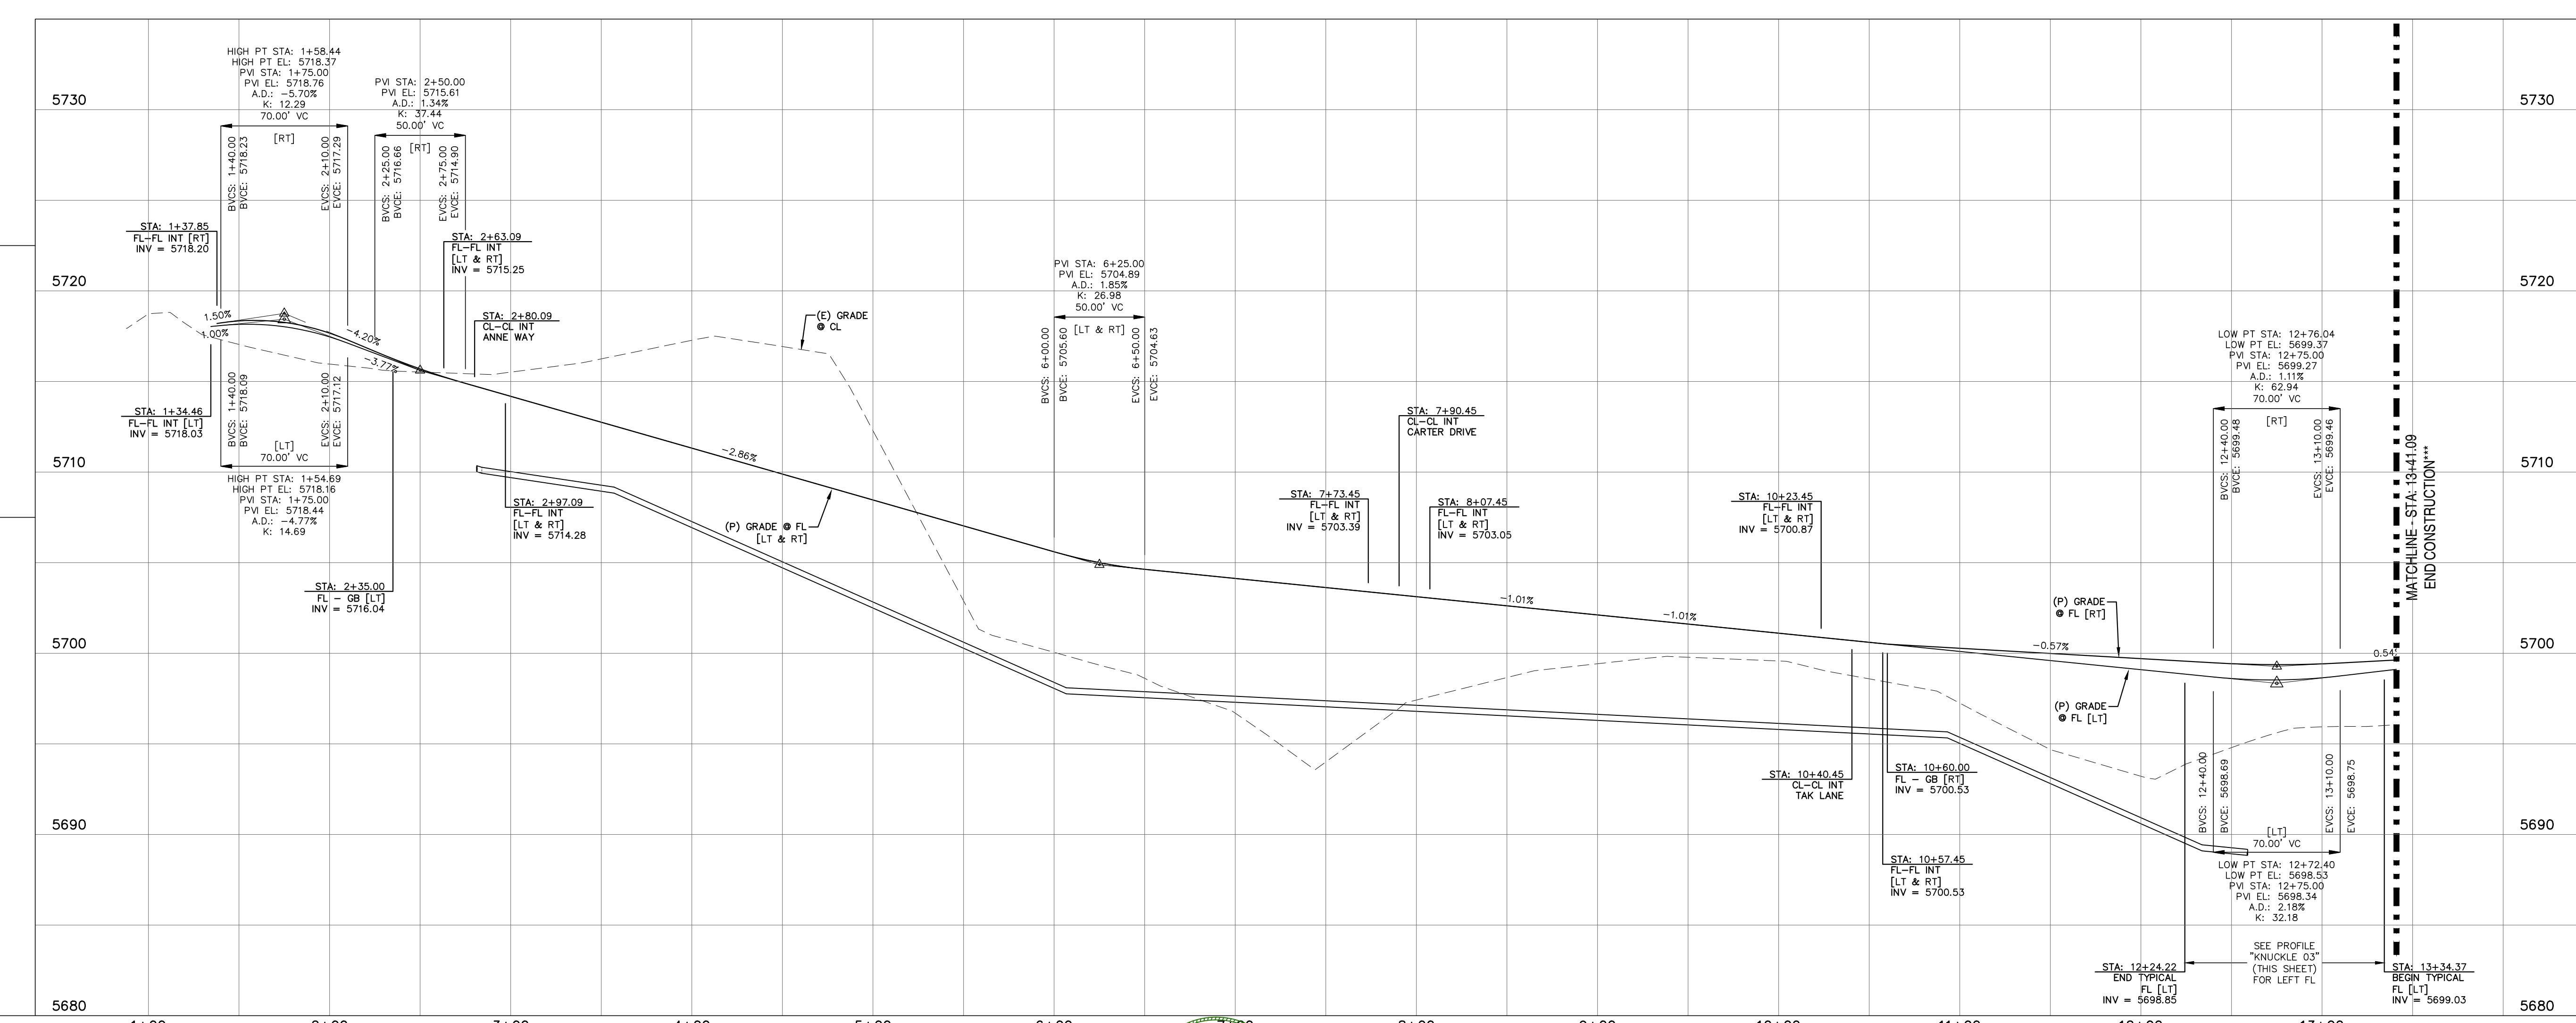 HIGH PT STA: 1+58.44
HIGH PT EL: 5718.37
PVI STA: 1+75.00
PVI EL: 5718.76
A.D.: -5.70%
K: 12.29
70.00' VC
[RT]
BVCS: 1+40.00
BVCE: 5718.23
EVCS: 2+10.00
EVCE: 5717.29
PVI STA: 2+50.00
PVI EL: 5715.61
A.D.: 1.34%
K: 37.44
50.00' VC
[RT]
BVCS: 2+25.00
BVCE: 5716.66
EVCS: 2+75.00
EVCE: 5714.90
5730
5730
5720
5720
5710
5710
5700
5700
5690
5690
5680
5680
STA: 1+37.85
FL-FL INT [RT]
INV = 5718.20
STA: 2+63.09
FL-FL INT
[LT & RT]
INV = 5715.25
STA: 2+80.09
CL-CL INT
ANNE WAY
1.50%
1.00%
-4.20%
-3.77%
STA: 1+34.46
FL-FL INT [LT]
INV = 5718.03
BVCS: 1+40.00
BVCE: 5718.09
EVCS: 2+10.00
EVCE: 5717.12
[LT]
70.00' VC
HIGH PT STA: 1+54.69
HIGH PT EL: 5718.16
PVI STA: 1+75.00
PVI EL: 5718.44
A.D.: -4.77%
K: 14.69
STA: 2+35.00
FL - GB [LT]
INV = 5716.04
STA: 2+97.09
FL-FL INT
[LT & RT]
INV = 5714.28
(E) GRADE
@ CL
-2.86%
(P) GRADE @ FL
[LT & RT]
PVI STA: 6+25.00
PVI EL: 5704.89
A.D.: 1.85%
K: 26.98
50.00' VC
[LT & RT]
BVCS: 6+00.00
BVCE: 5705.60
EVCS: 6+50.00
EVCE: 5704.63
STA: 7+73.45
FL-FL INT
[LT & RT]
INV = 5703.39
STA: 7+90.45
CL-CL INT
CARTER DRIVE
STA: 8+07.45
FL-FL INT
[LT & RT]
INV = 5703.05
-1.01%
-1.01%
STA: 10+23.45
FL-FL INT
[LT & RT]
INV = 5700.87
STA: 10+40.45
CL-CL INT
TAK LANE
STA: 10+60.00
FL - GB [RT]
INV = 5700.53
STA: 10+57.45
FL-FL INT
[LT & RT]
INV = 5700.53
(P) GRADE
@ FL [RT]
-0.57%
(P) GRADE
@ FL [LT]
LOW PT STA: 12+76.04
LOW PT EL: 5699.37
PVI STA: 12+75.00
PVI EL: 5699.27
A.D.: 1.11%
K: 62.94
70.00' VC
[RT]
BVCS: 12+40.00
BVCE: 5699.48
EVCS: 13+10.00
EVCE: 5699.46
0.54
BVCS: 12+40.00
BVCE: 5698.69
EVCS: 13+10.00
EVCE: 5698.75
[LT]
70.00' VC
LOW PT STA: 12+72.40
LOW PT EL: 5698.53
PVI STA: 12+75.00
PVI EL: 5698.34
A.D.: 2.18%
K: 32.18
SEE PROFILE
"KNUCKLE 03"
(THIS SHEET)
FOR LEFT FL
STA: 12+24.22
END TYPICAL
FL [LT]
INV = 5698.85
STA: 13+34.37
BEGIN TYPICAL
FL [LT]
INV = 5699.03
MATCHLINE - STA: 13+41.09
END CONSTRUCTION***